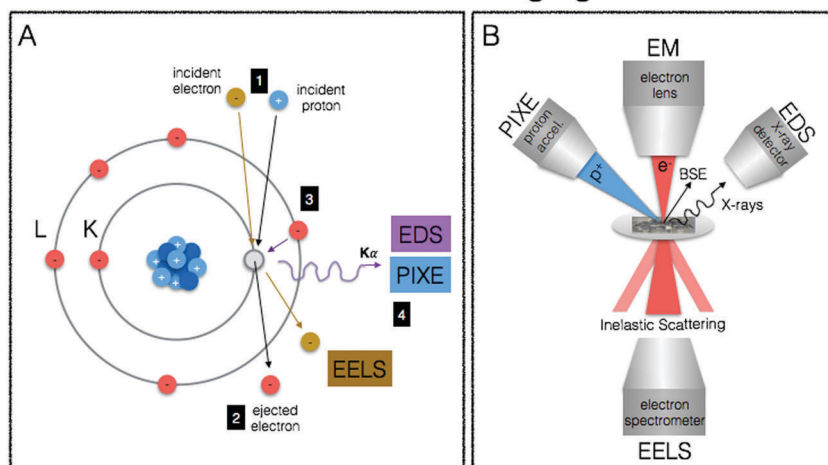 A
incident
electron
-
1
+
incident
proton
-
-
3
L
K
-
-
-
+
+
+
+
+
+
Kα
EDS
PIXE
4
-
EELS
-
-
2
ejected
electron
B
EM
electron
lens
PIXE
proton
accel.
EDS
X-ray
detector
p+
e-
BSE
X-rays
Inelastic Scattering
electron
spectrometer
EELS